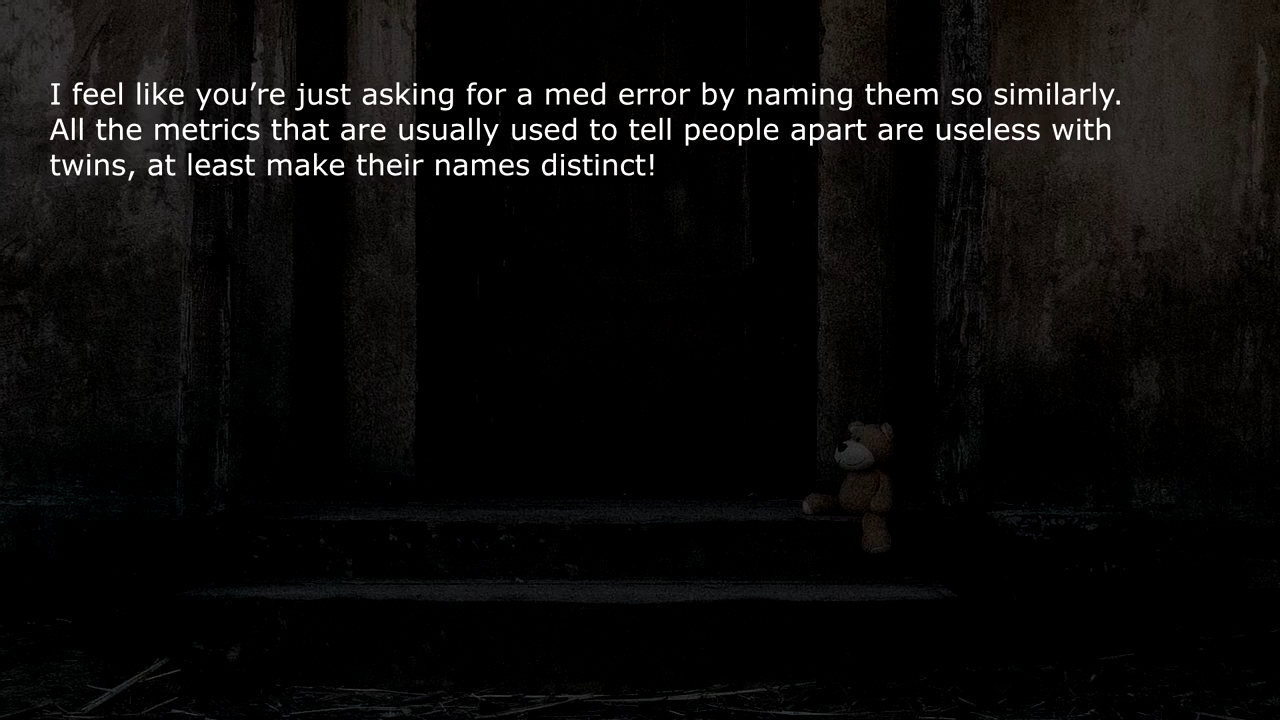 I feel like you’re just asking for a med error by naming them so similarly.
All the metrics that are usually used to tell people apart are useless with
twins, at least make their names distinct!